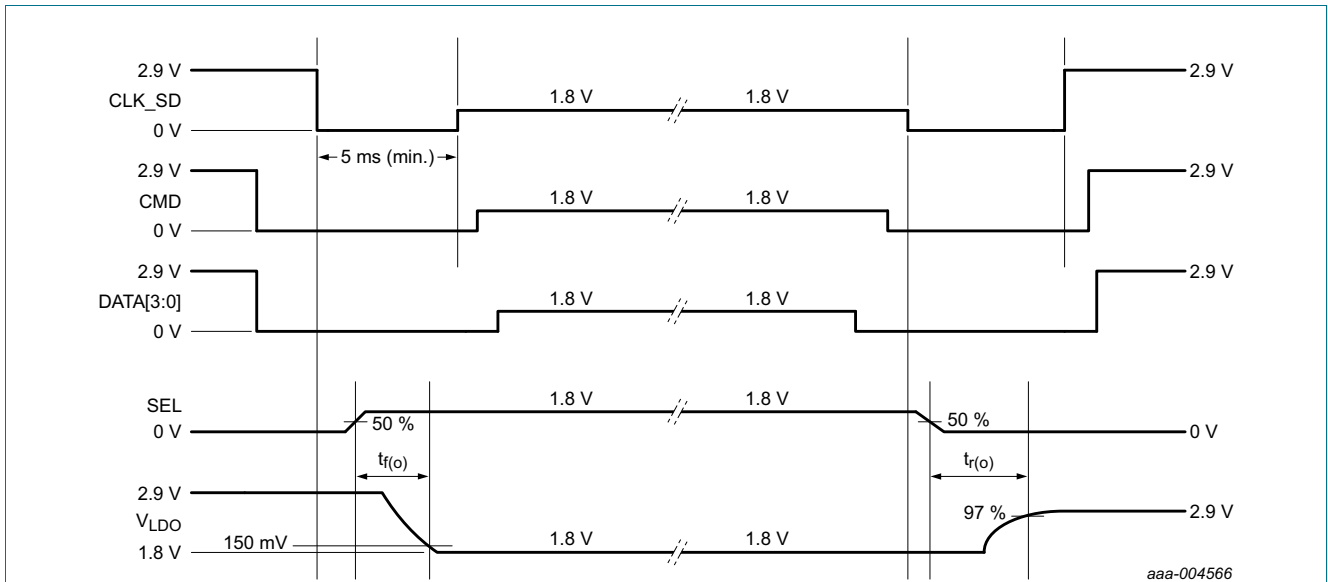 2.9 V 2.9 V
CLK_SD 1.8 V 1.8 V
0 V
5 ms (min.)
2.9 V 2.9 V
CMD 1.8 V 1.8 V
0 V
2.9 V 2.9 V
DATA[3:0] 1.8 V 1.8 V
0 V
SEL 1.8 V 1.8 V
50 % 50 %
0 V 0 V
tf(o) tr(o)
2.9 V 2.9 V
VLDO 97 %
150 mV
1.8 V 1.8 V 1.8 V
aaa-004566